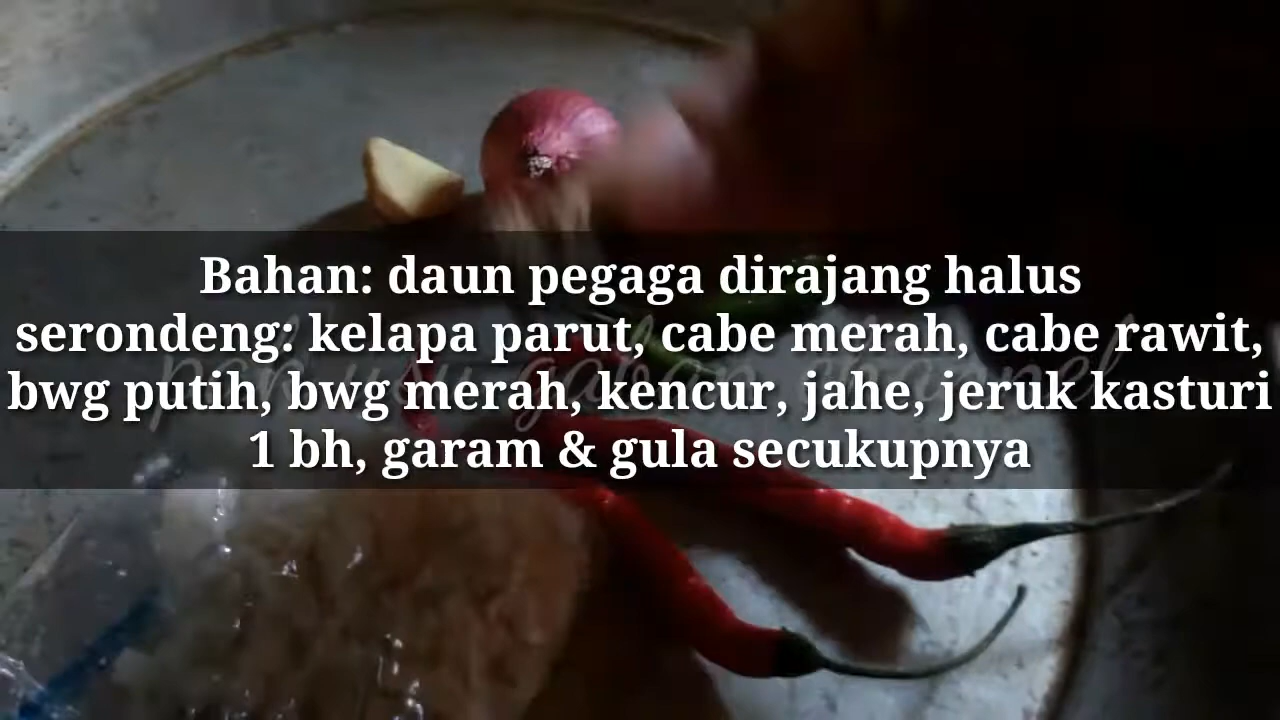 Bahan: daun pegaga dirajang halus
serondeng: kelapa parut, cabe merah, cabe rawit,
bwg putih, bwg merah, kencur, jahe, jeruk kasturi
1 bh, garam & gula secukupnya